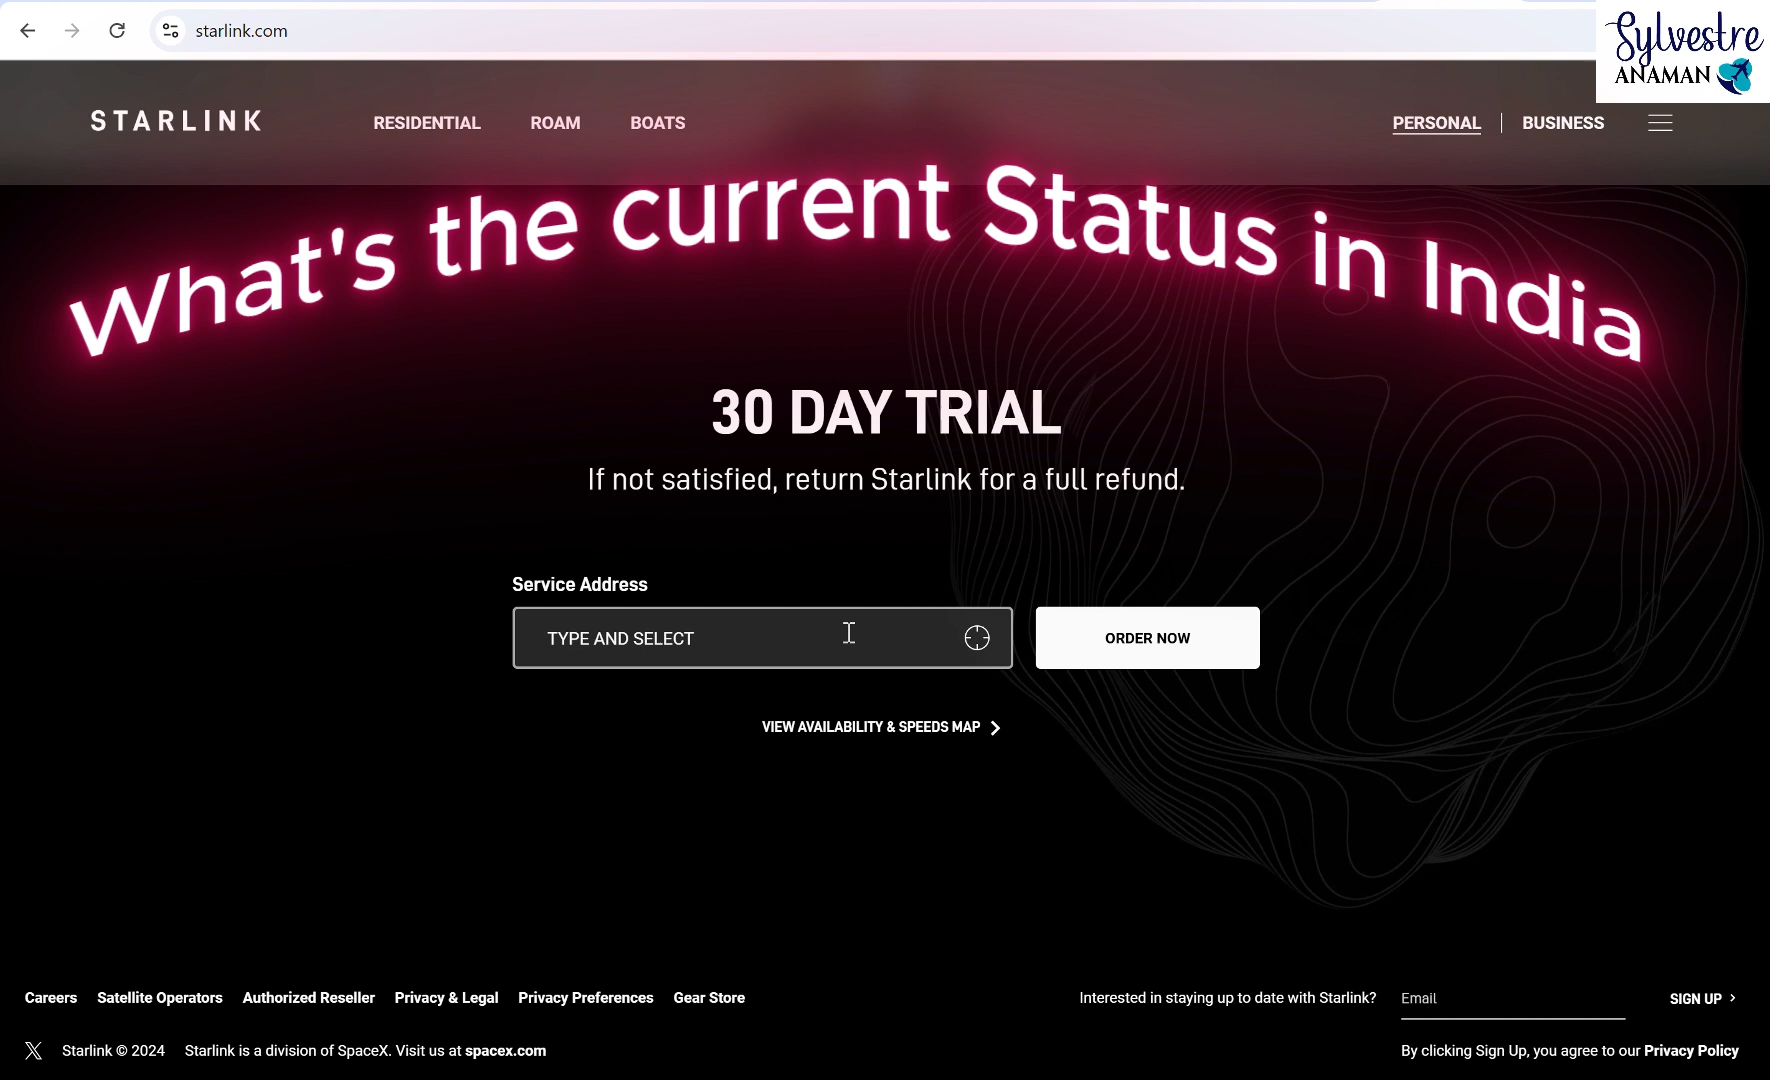 starlink.com
Sylvestre
ANAMAN
STARLINK
RESIDENTIAL
ROAM
BOATS
PERSONAL
BUSINESS
What's the current Status in India
30 DAY TRIAL
If not satisfied, return Starlink for a full refund.
Service Address
TYPE AND SELECT
ORDER NOW
VIEW AVAILABILITY & SPEEDS MAP
Careers
Satellite Operators
Authorized Reseller
Privacy & Legal
Privacy Preferences
Gear Store
Interested in staying up to date with Starlink?
Email
SIGN UP
Starlink © 2024
Starlink is a division of SpaceX. Visit us at spacex.com
By clicking Sign Up, you agree to our Privacy Policy